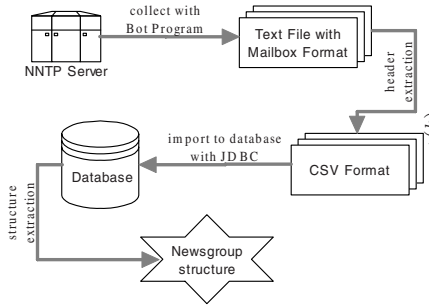 collect with
Bot Program
NNTP Server
Text File with
Mailbox Format
header
extraction
import to database
with JDBC
CSV Format
Database
structure
extraction
Newsgroup
structure